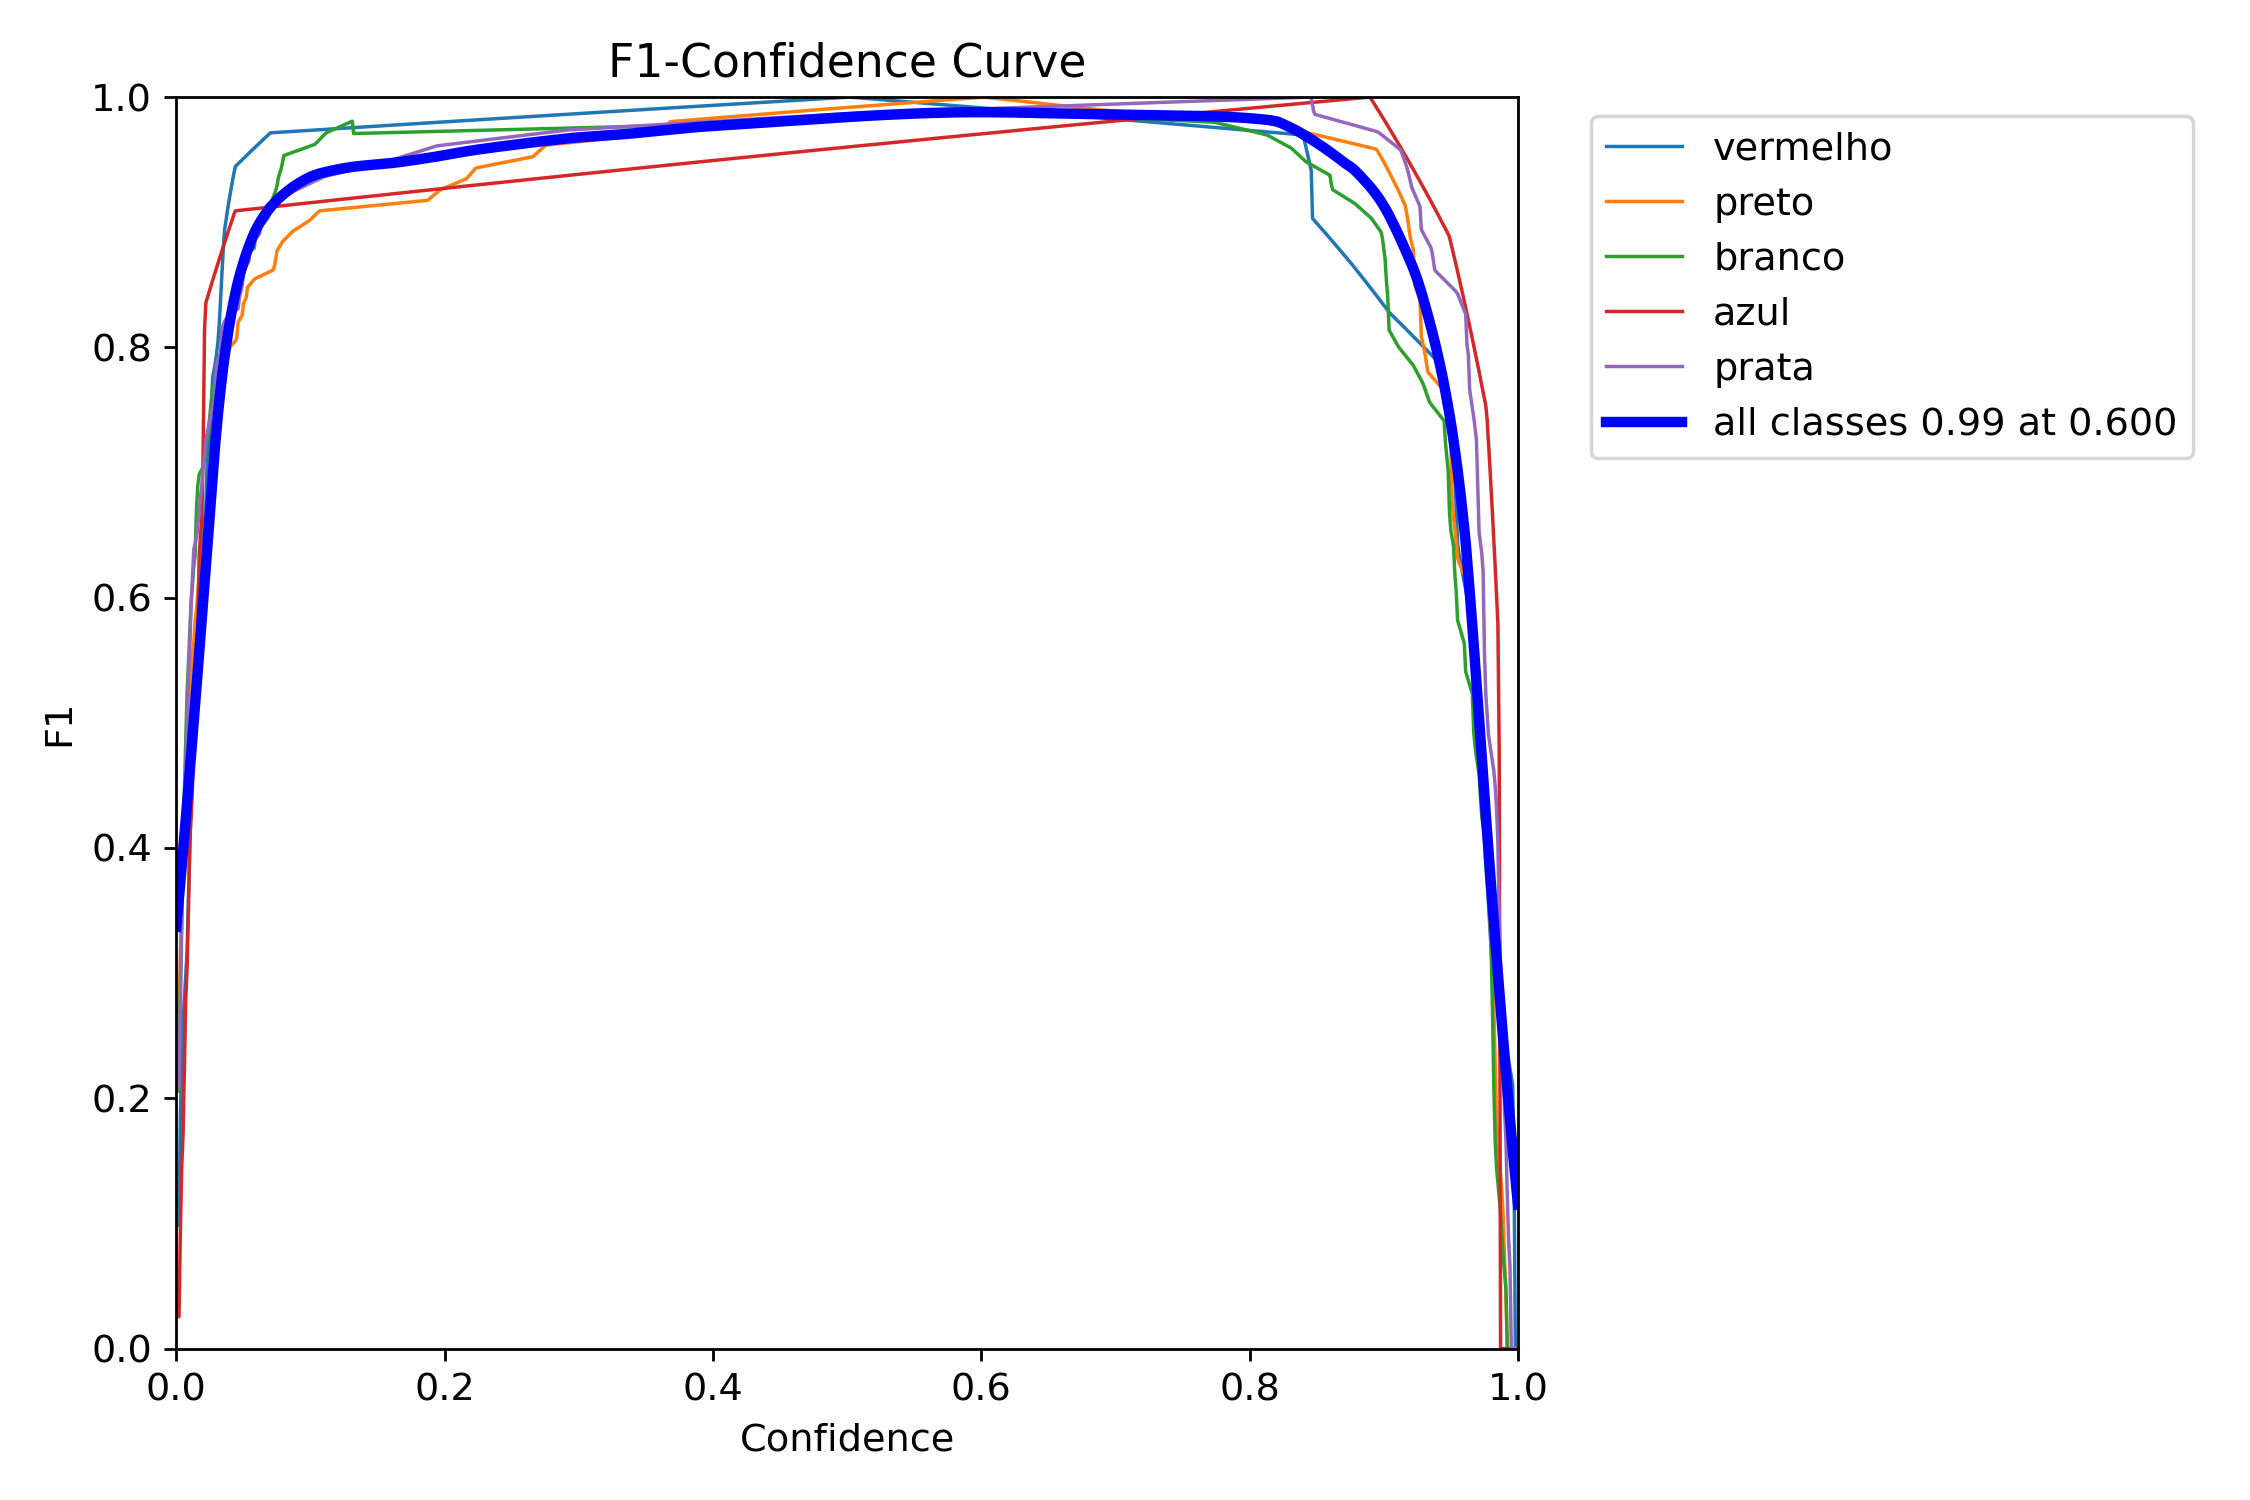 F1-Confidence Curve
1.0
0.8
0.6
0.4
0.2
0.0
F1
0.0 0.2 0.4 0.6 0.8 1.0
Confidence
vermelho
preto
branco
azul
prata
all classes 0.99 at 0.600